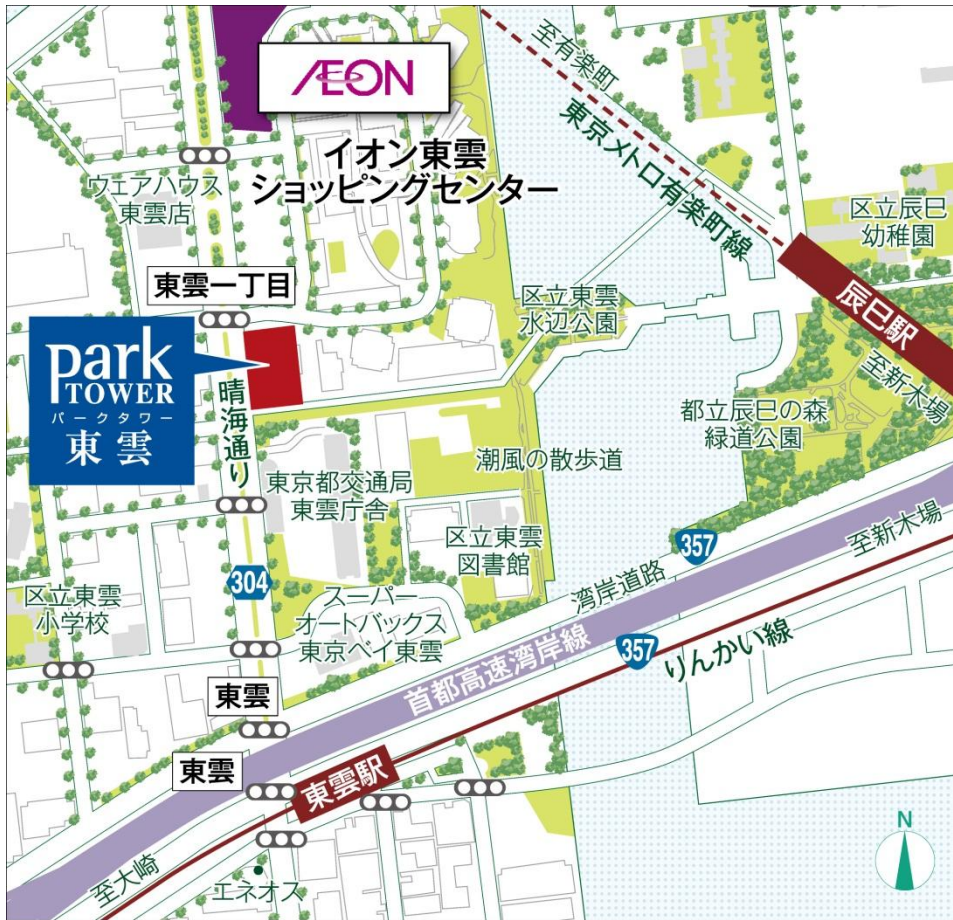 ÆON
イオン東雲
ショッピングセンター
至有楽町
東京メトロ有楽町線
ウェアハウス
東雲店
区立辰巳
幼稚園
東雲一丁目
区立東雲
水辺公園
辰巳駅
至新木場
park
TOWER
パークタワー
東雲
晴海通り
都立辰巳の森
緑道公園
東京都交通局
東雲庁舎
潮風の散歩道
区立東雲
図書館
357
至新木場
湾岸道路
304
区立東雲
小学校
スーパー
オートバックス
東京ベイ東雲
357
りんかい線
首都高速湾岸線
東雲
東雲
東雲駅
至大崎
エネオス
N